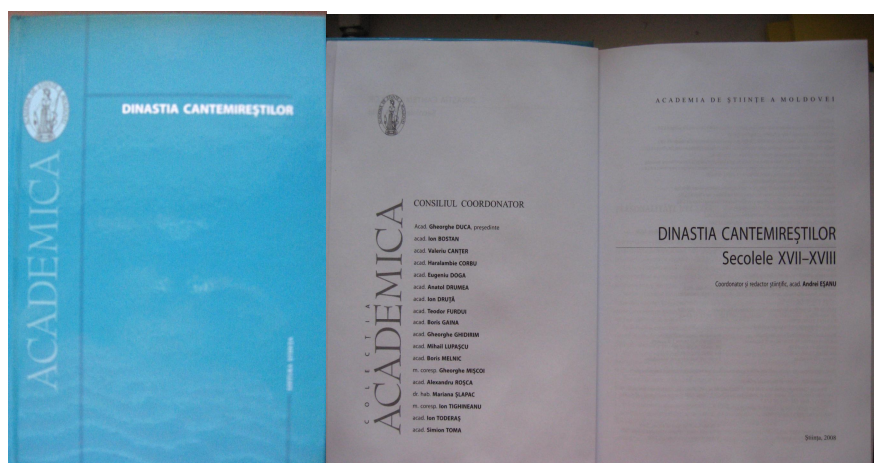 DINASTIA CANTEMIREȘTILOR
ACADEMICA
EDITURA ȘTIINȚA
COLECȚIA
ACADEMICA
CONSILIUL COORDONATOR
Acad. Gheorghe DUCA, președinte
acad. Ion BOSTAN
acad. Valeriu CANȚER
acad. Haralambie CORBU
acad. Eugeniu DOGA
acad. Anatol DRUMEA
acad. Ion DRUȚĂ
acad. Teodor FURDUI
acad. Boris GAINA
acad. Gheorghe GHIDIRIM
acad. Mihail LUPAȘCU
acad. Boris MELNIC
m. coresp. Gheorghe MIȘCOI
acad. Alexandru ROȘCA
dr. hab. Mariana ȘLAPAC
m. coresp. Ion TIGHINEANU
acad. Ion TODERAȘ
acad. Simion TOMA
ACADEMIA DE ȘTIINȚE A MOLDOVEI
DINASTIA CANTEMIREȘTILOR
Secolele XVII–XVIII
Coordonator și redactor științific, acad. Andrei EȘANU
Știința, 2008